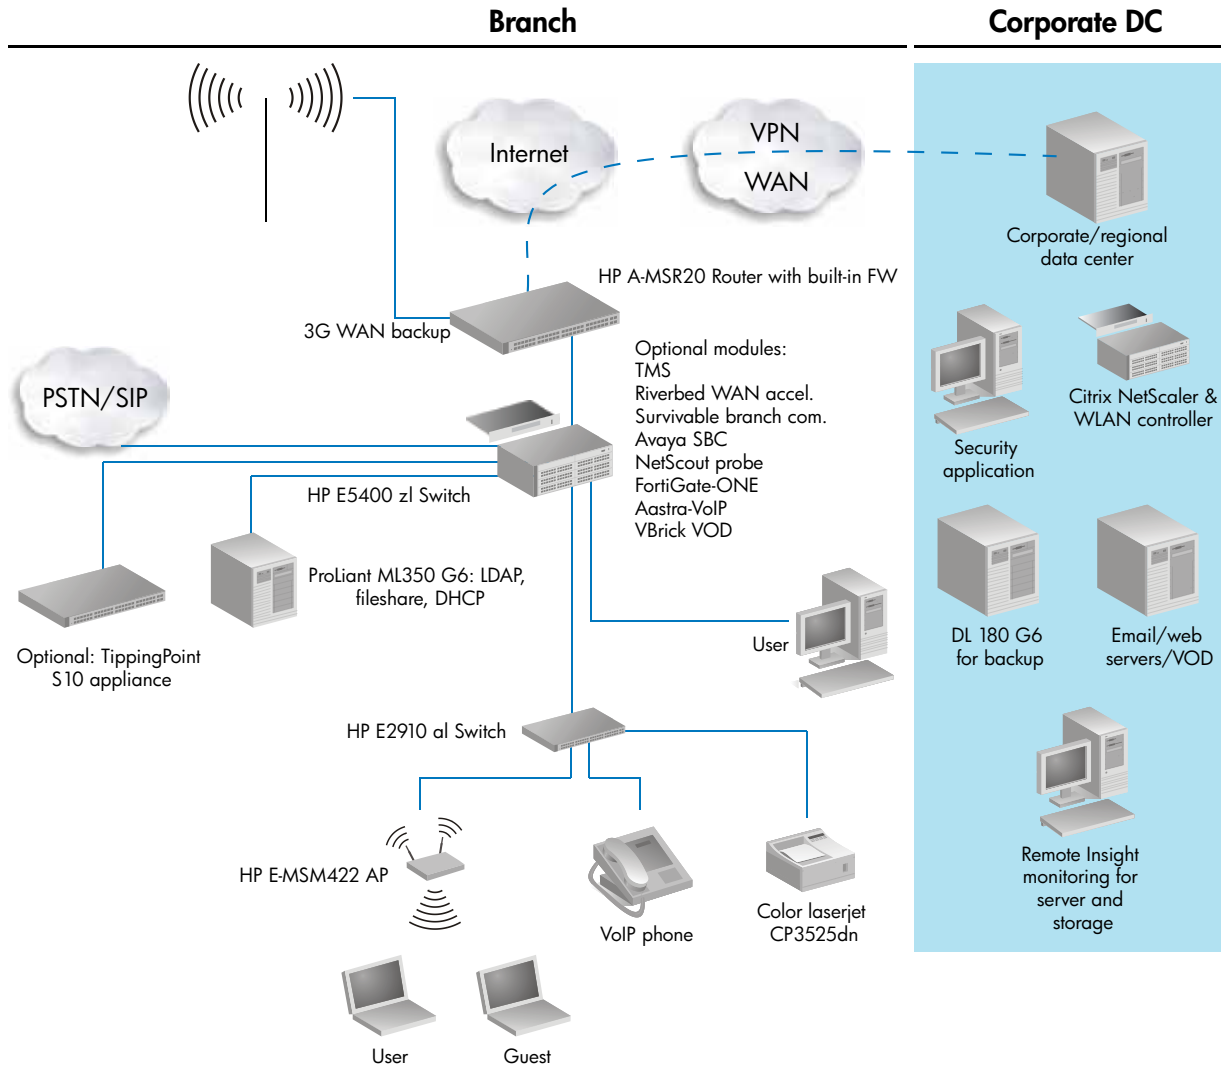 Branch
Corporate DC
Internet
VPN
WAN
Corporate/regional
data center
HP A-MSR20 Router with built-in FW
3G WAN backup
Optional modules:
TMS
Riverbed WAN accel.
Survivable branch com.
Avaya SBC
NetScout probe
FortiGate-ONE
Aastra-VoIP
VBrick VOD
PSTN/SIP
Citrix NetScaler &
WLAN controller
Security
application
HP E5400 zl Switch
ProLiant ML350 G6: LDAP,
fileshare, DHCP
Optional: TippingPoint
S10 appliance
User
DL 180 G6
for backup
Email/web
servers/VOD
HP E2910 al Switch
HP E-MSM422 AP
VoIP phone
Color laserjet
CP3525dn
Remote Insight
monitoring for
server and
storage
User
Guest